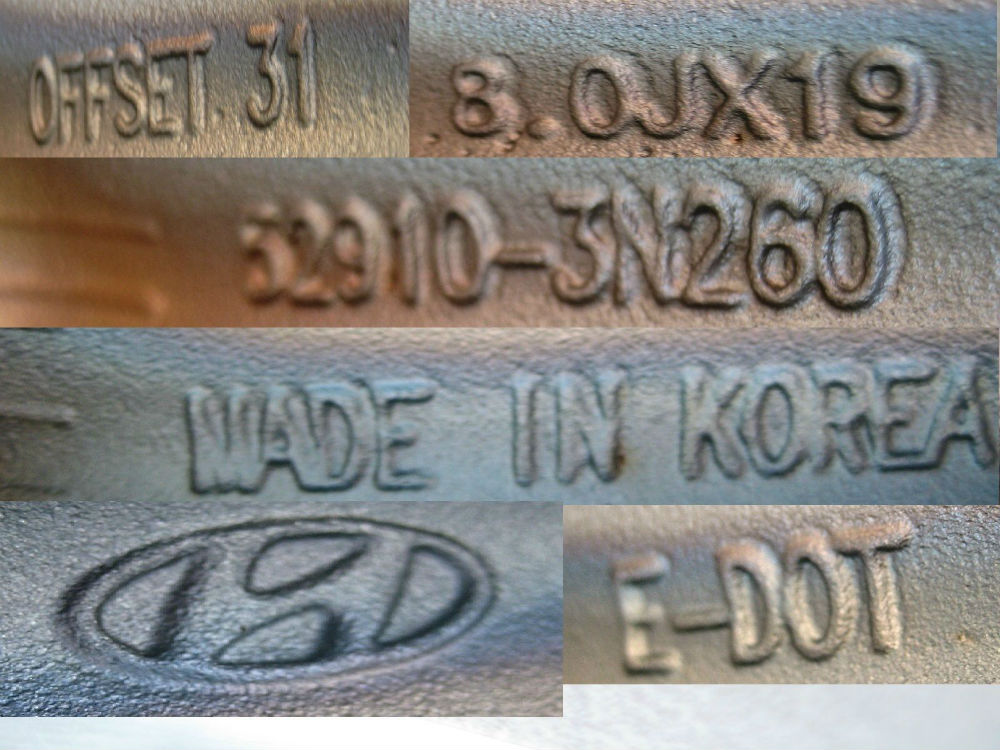 OFFSET 31
8.0JX19
52910-3N260
MADE IN KOREA
E-DOT